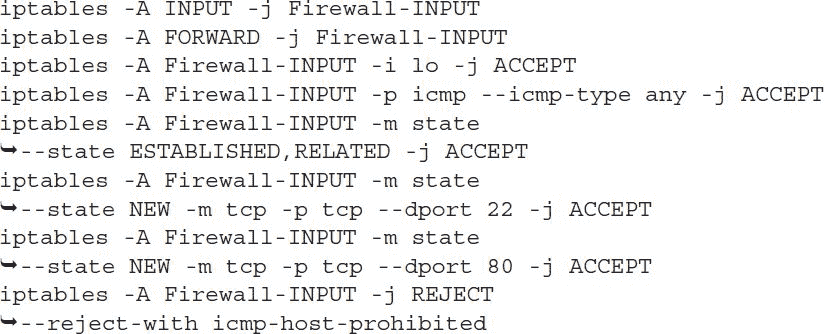 iptables -A INPUT -j Firewall-INPUT
iptables -A FORWARD -j Firewall-INPUT
iptables -A Firewall-INPUT -i lo -j ACCEPT
iptables -A Firewall-INPUT -p icmp --icmp-type any -j ACCEPT
iptables -A Firewall-INPUT -m state
➥--state ESTABLISHED,RELATED -j ACCEPT
iptables -A Firewall-INPUT -m state
➥--state NEW -m tcp -p tcp --dport 22 -j ACCEPT
iptables -A Firewall-INPUT -m state
➥--state NEW -m tcp -p tcp --dport 80 -j ACCEPT
iptables -A Firewall-INPUT -j REJECT
➥--reject-with icmp-host-prohibited